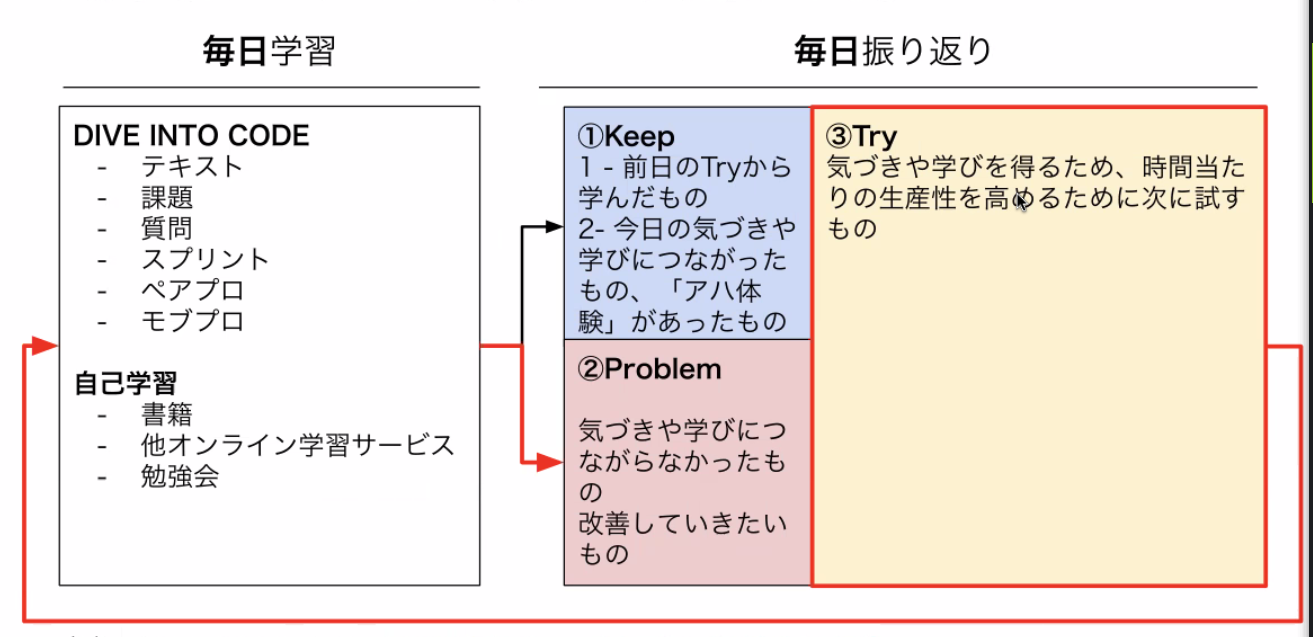 毎日学習
毎日振り返り
DIVE INTO CODE
- テキスト
- 課題
- 質問
- スプリント
- ペアプロ
- モブプロ
自己学習
- 書籍
- 他オンライン学習サービス
- 勉強会
①Keep
1 - 前日のTryから
学んだもの
2- 今日の気づきや
学びにつながった
もの、「アハ体
験」があったもの
②Problem
気づきや学びにつ
ながらなかったも
の
改善していきたい
もの
③Try
気づきや学びを得るため、時間当た
りの生産性を高めるために次に試す
もの